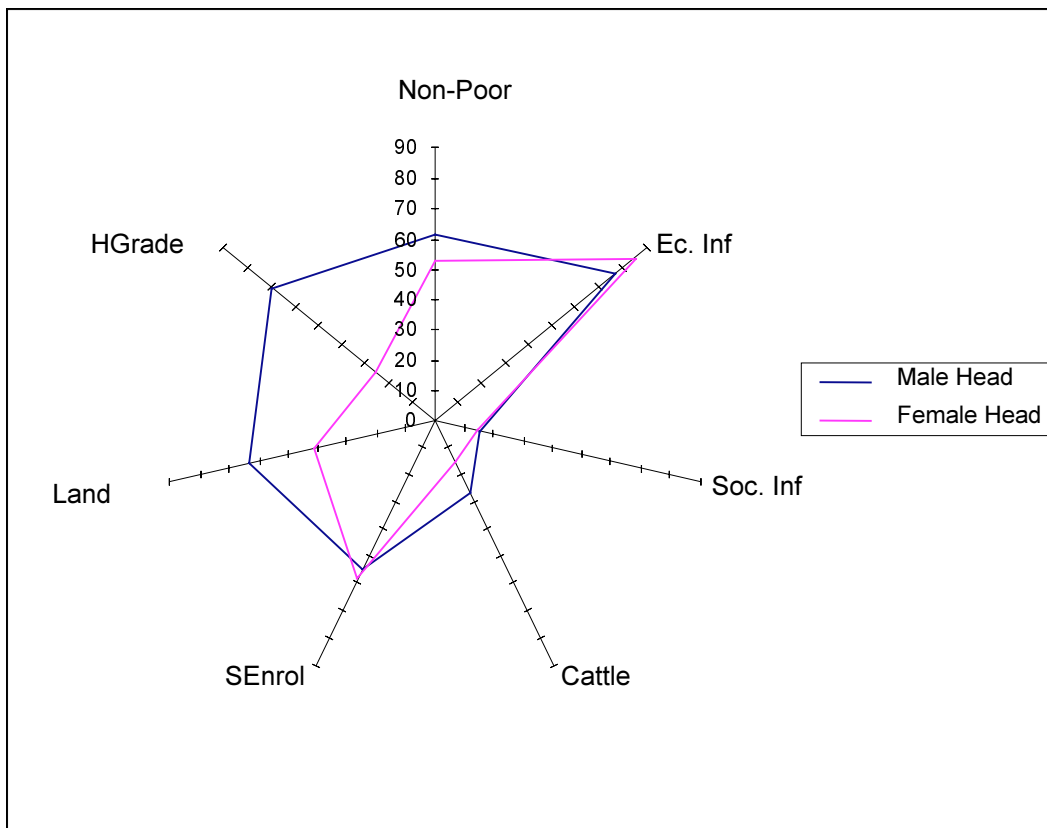 Non-Poor
90
80
70
60
50
40
30
20
10
0
HGrade
Ec. Inf
Male Head
Female Head
Land
Soc. Inf
SEnrol
Cattle